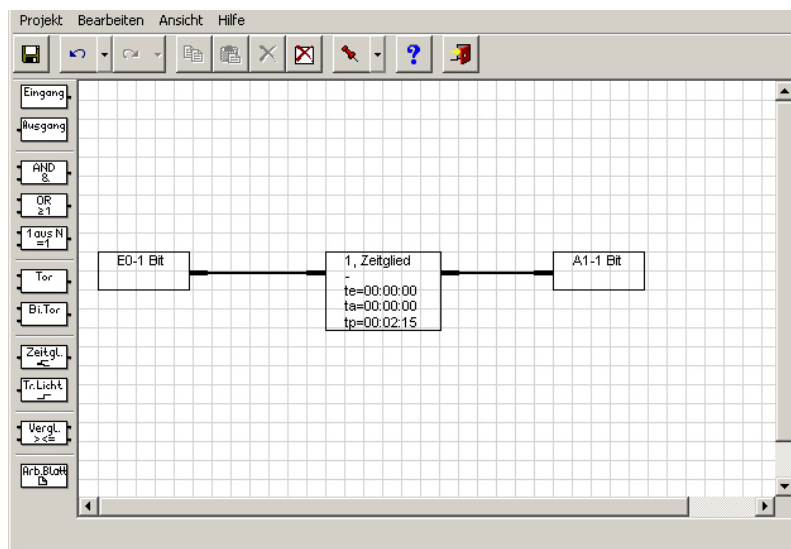 Projekt Bearbeiten Ansicht Hilfe
?
Eingang
Ausgang
AND
&
OR
≥1
1 aus N
=1
Tor
Bi.Tor
Zeitgl.
Tr.Licht
Vergl.
><=
Arb.Blatt
E0-1 Bit
1, Zeitglied
-
te=00:00:00
ta=00:00:00
tp=00:02:15
A1-1 Bit